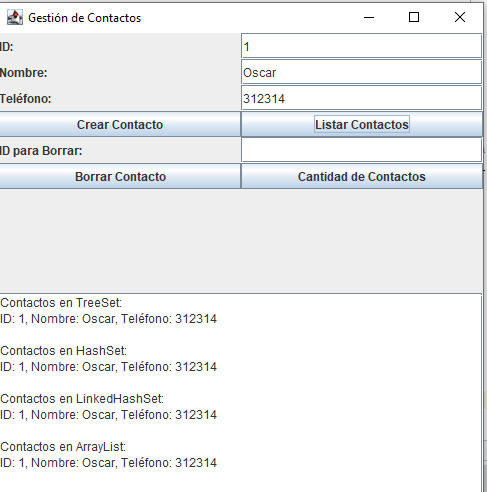 Gestión de Contactos
ID: 1
Nombre: Oscar
Teléfono: 312314
Crear Contacto Listar Contactos
ID para Borrar:
Borrar Contacto Cantidad de Contactos
Contactos en TreeSet:
ID: 1, Nombre: Oscar, Teléfono: 312314
Contactos en HashSet:
ID: 1, Nombre: Oscar, Teléfono: 312314
Contactos en LinkedHashSet:
ID: 1, Nombre: Oscar, Teléfono: 312314
Contactos en ArrayList:
ID: 1, Nombre: Oscar, Teléfono: 312314